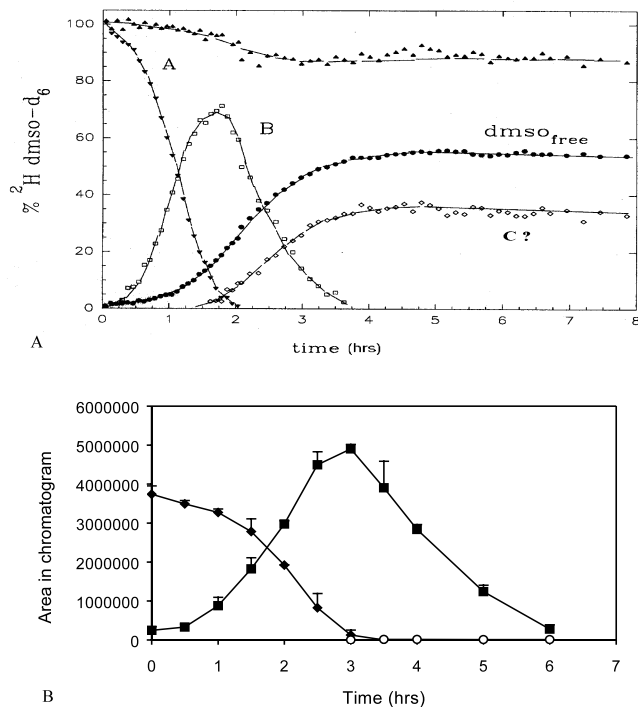 100
A
80
60
B
dmso free
% ²H dmso-d₆
40
20
C ?
0
0 1 2 3 4 5 6 7 8
time (hrs)
A
6000000
5000000
4000000
3000000
2000000
1000000
0
Area in chromatogram
0 1 2 3 4 5 6 7
Time (hrs)
B